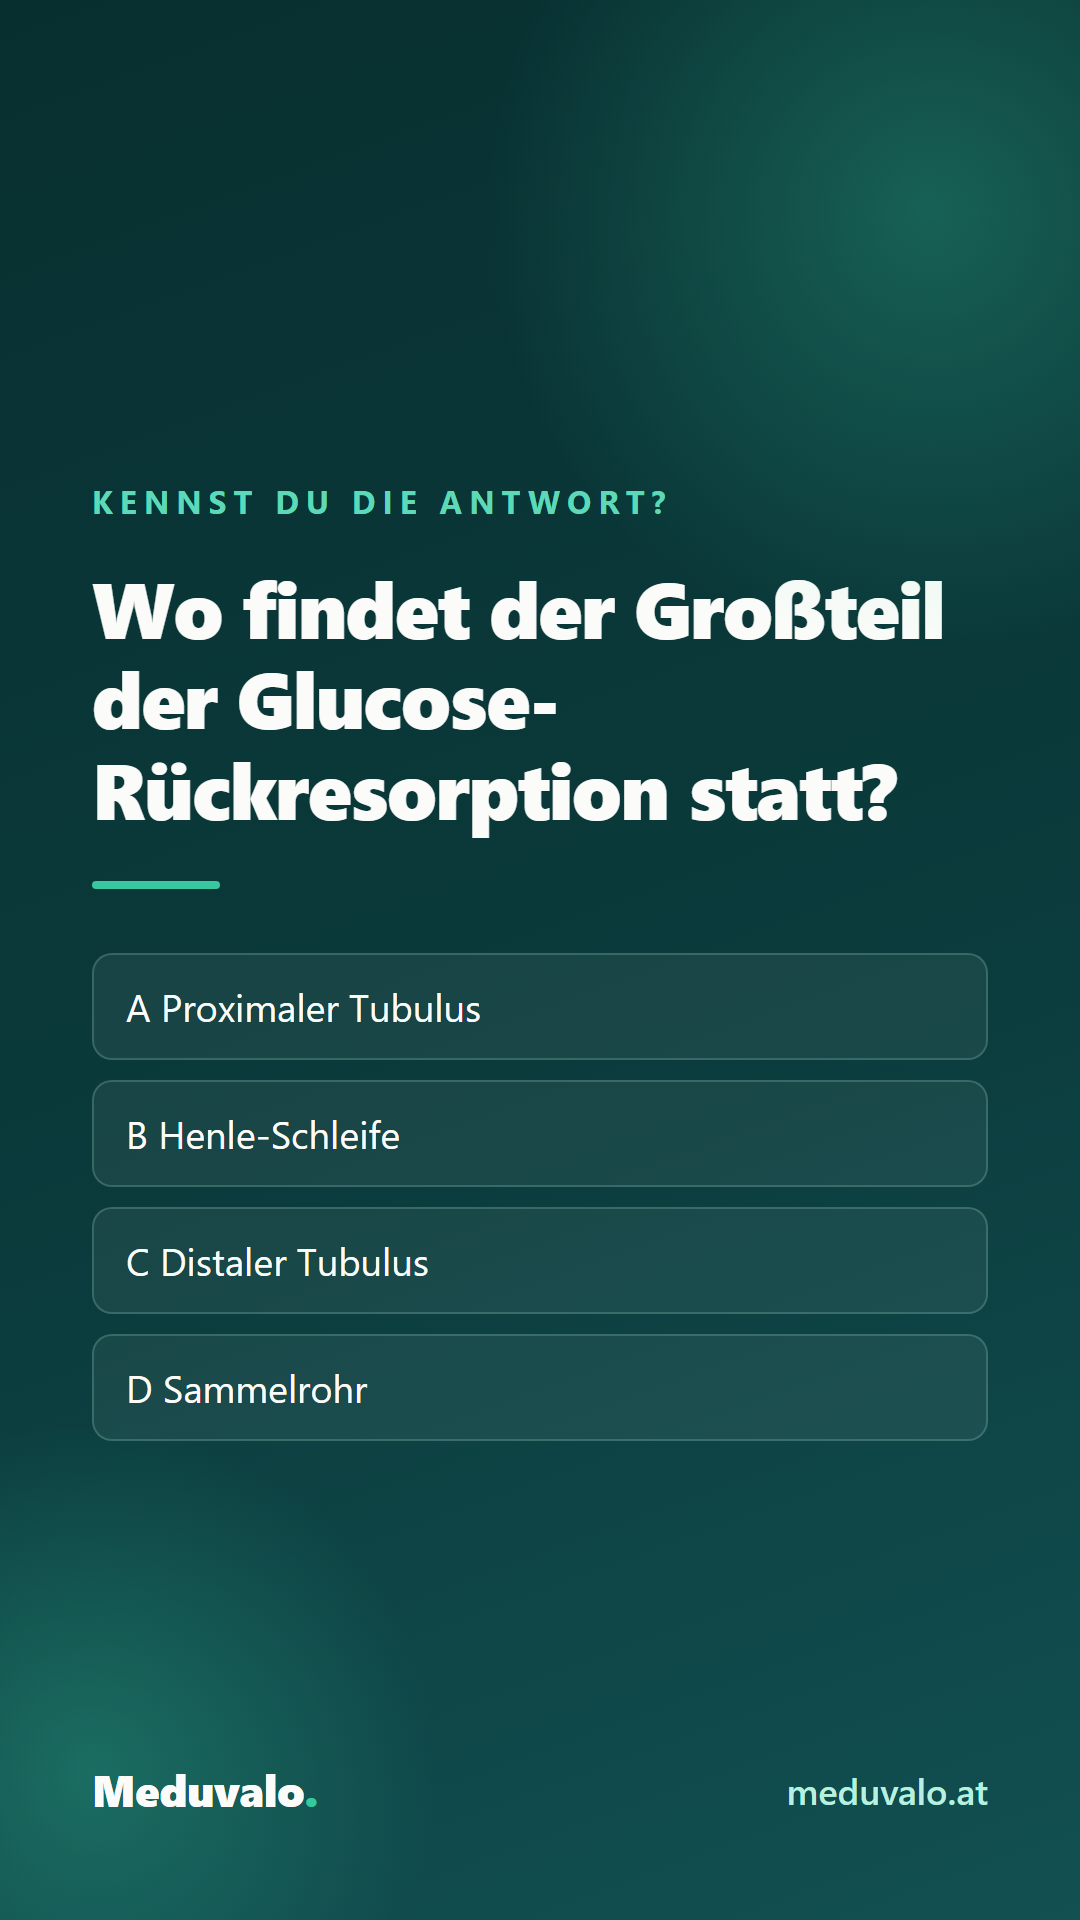 KENNST DU DIE ANTWORT?
Wo findet der Großteil
der Glucose-
Rückresorption statt?
A Proximaler Tubulus
B Henle-Schleife
C Distaler Tubulus
D Sammelrohr
Meduvalo.
meduvalo.at